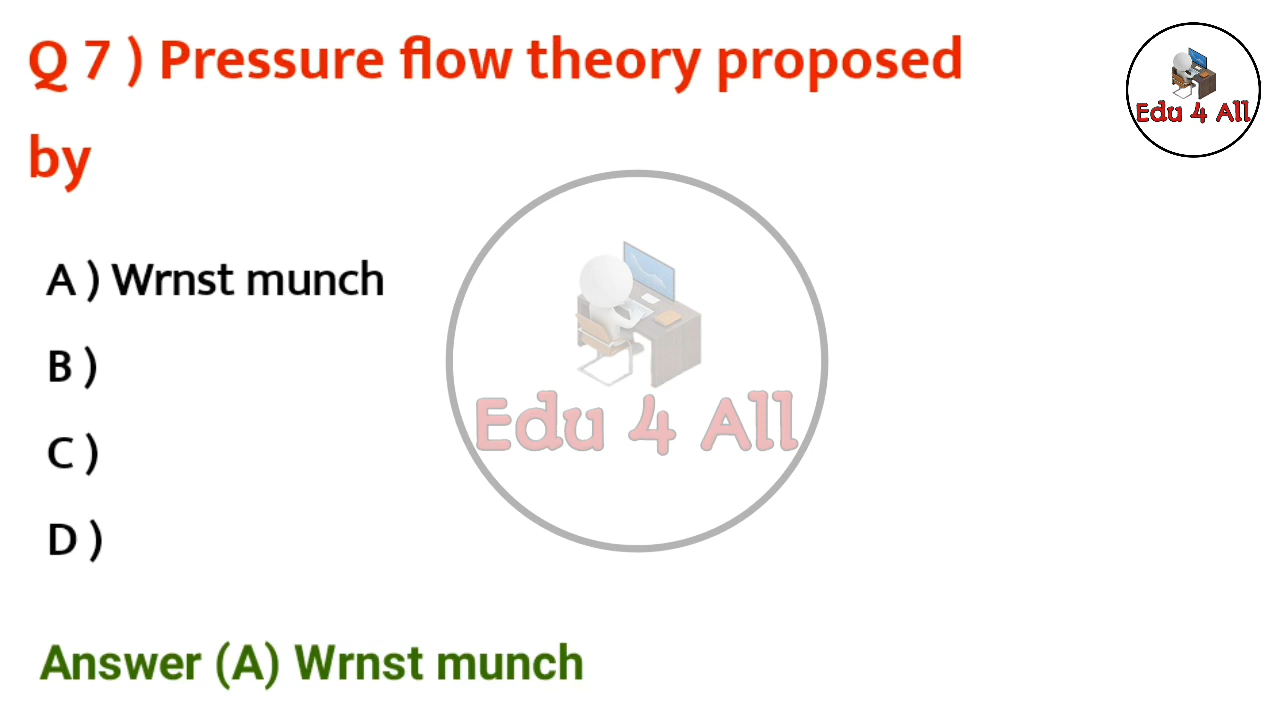 Q 7 ) Pressure flow theory proposed
by
Edu 4 All
A ) Wrnst munch
B )
C )
D )
Edu 4 All
Answer (A) Wrnst munch